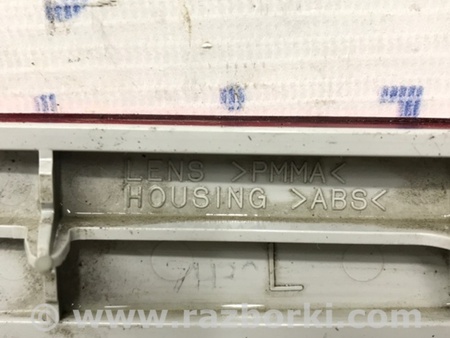 LENS >PMMA<
HOUSING >ABS<
L
© www.razborki.com